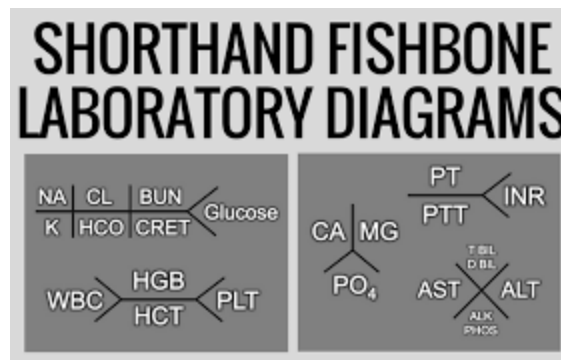 SHORTHAND FISHBONE
LABORATORY DIAGRAMS
NA CL BUN
Glucose
K HCO CRET
HGB
WBC PLT
HCT
PT
INR
PTT
CA MG
PO₄
T BIL
D BIL
AST ALT
ALK
PHOS